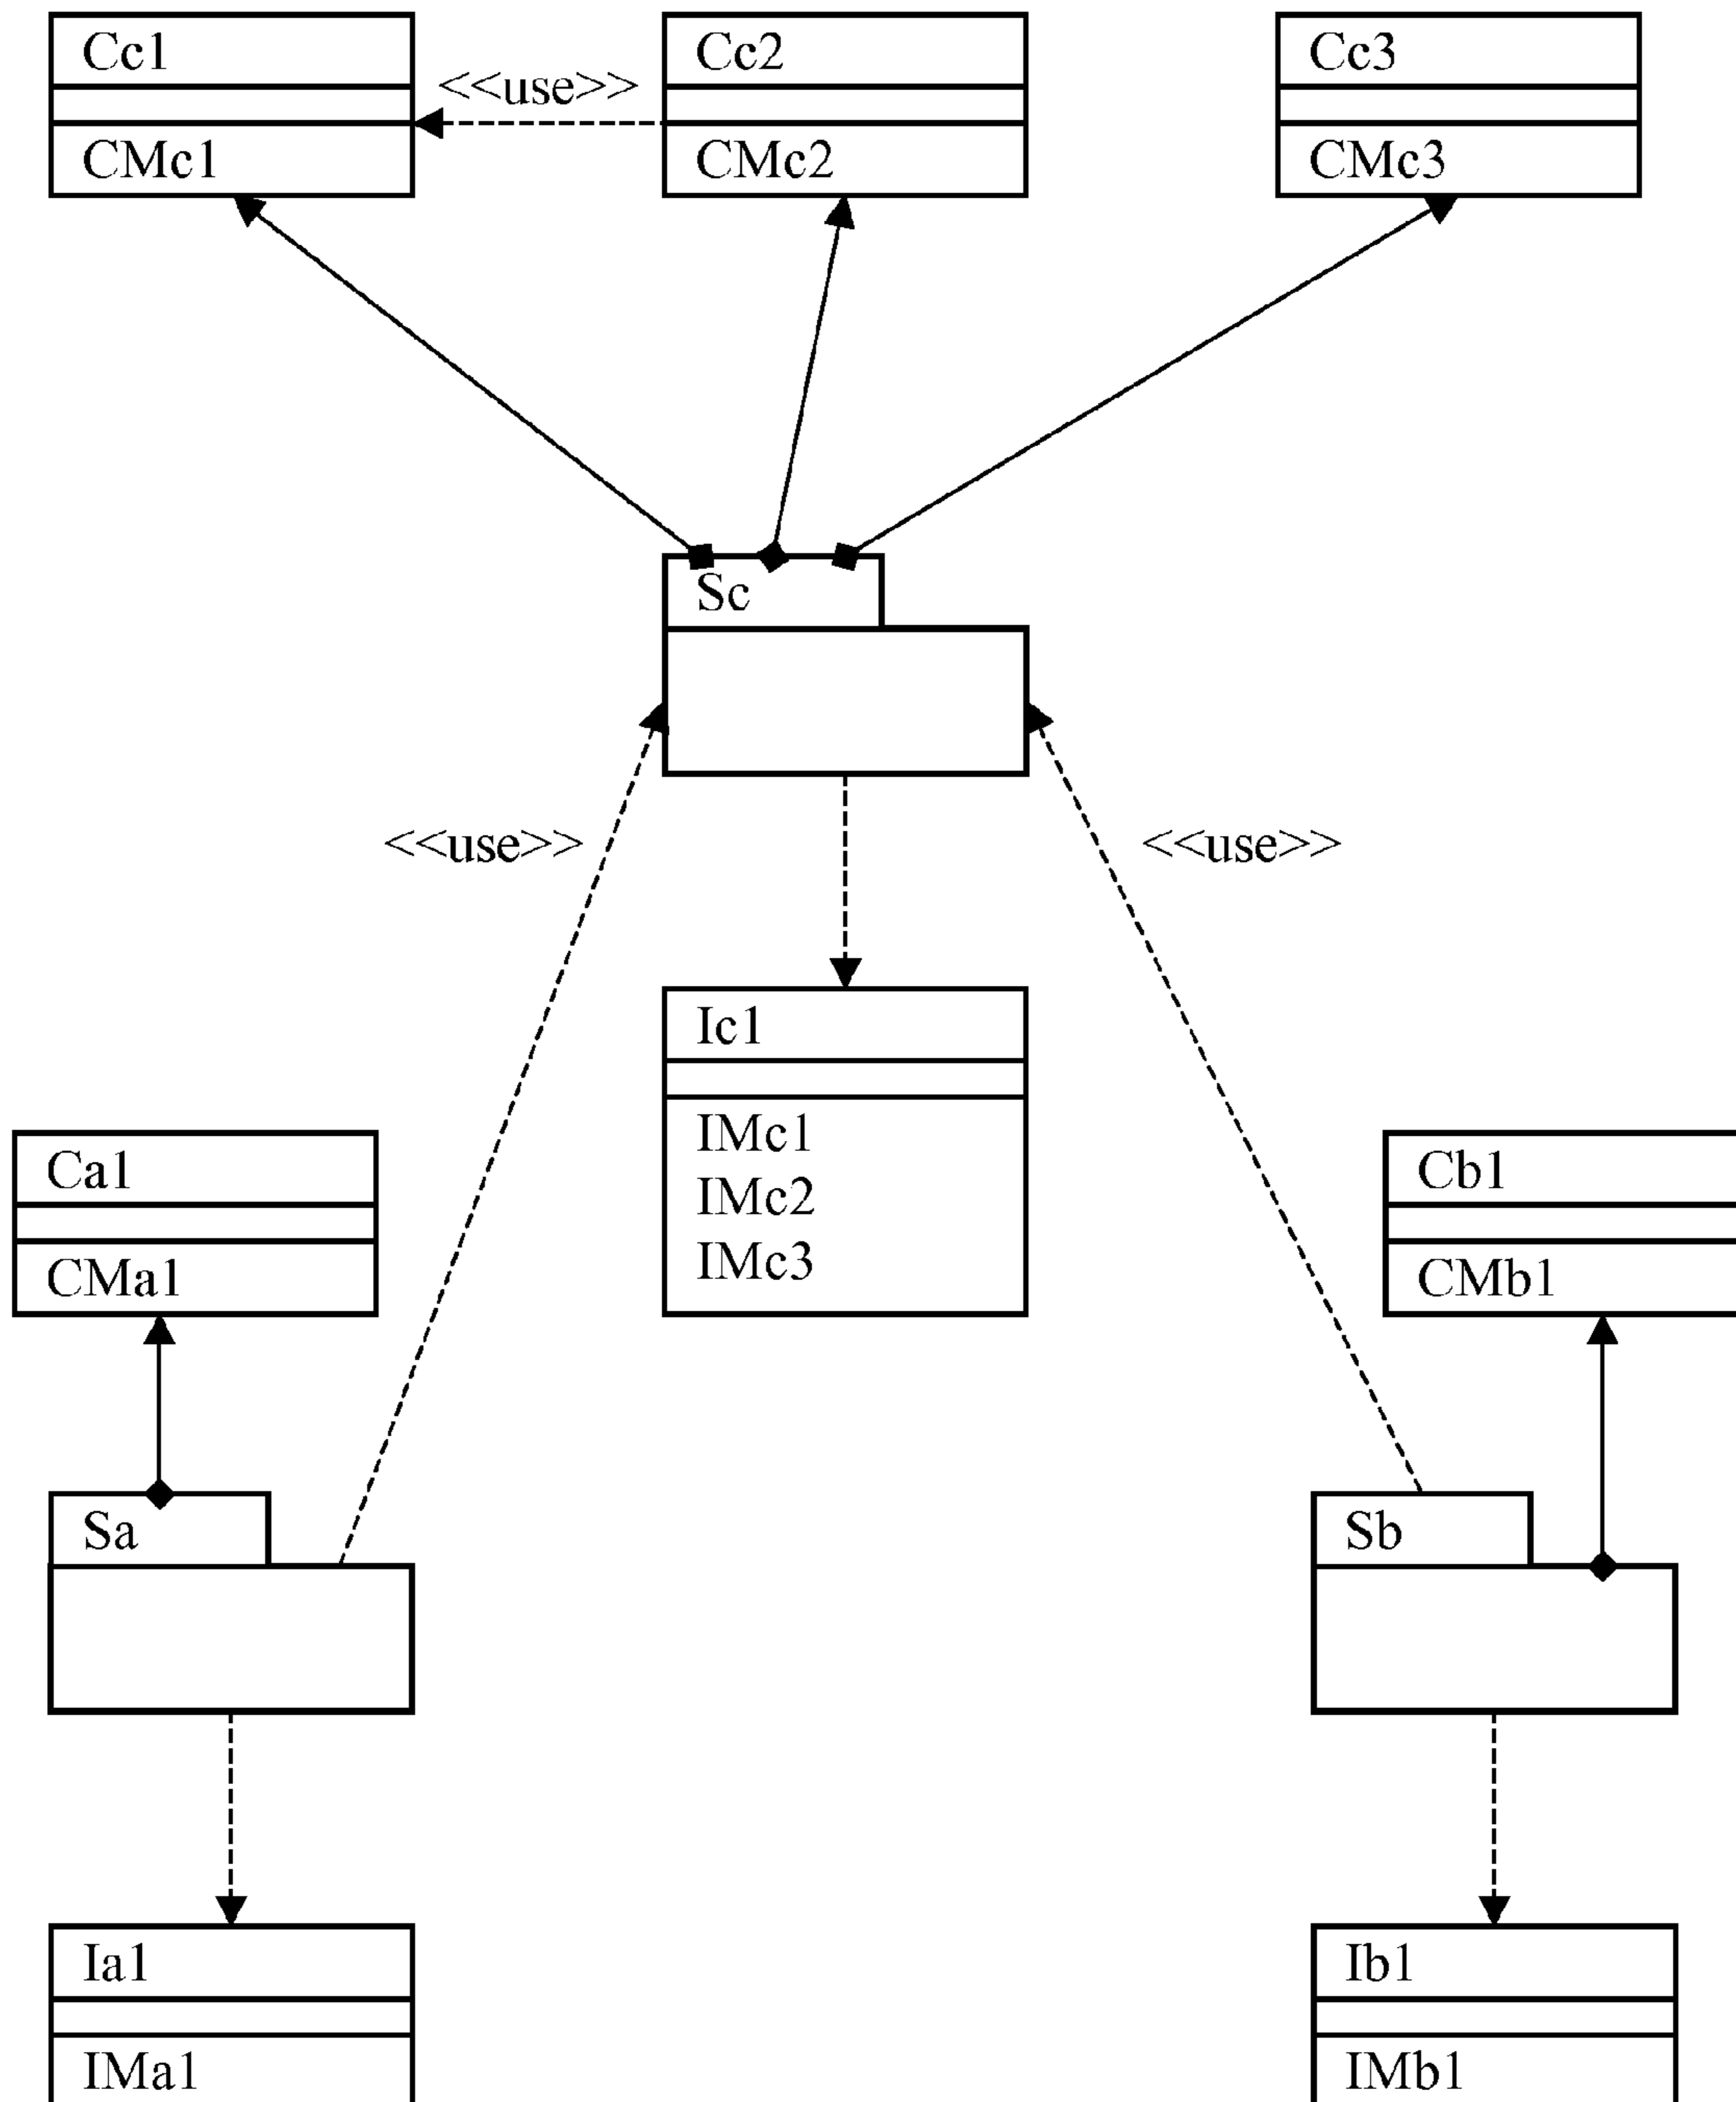 Cc1
CMc1
<<use>>
Cc2
CMc2
Cc3
CMc3
Sc
<<use>>
<<use>>
Ic1
IMc1
IMc2
IMc3
Ca1
CMa1
Cb1
CMb1
Sa
Sb
Ia1
IMa1
Ib1
IMb1